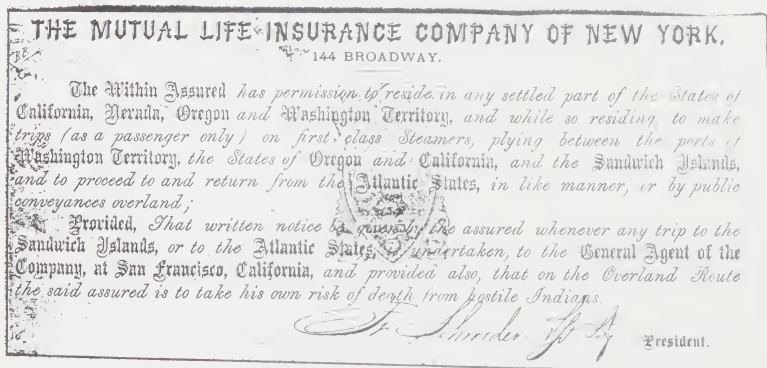 THE MUTUAL LIFE INSURANCE COMPANY OF NEW YORK.
144 BROADWAY.
The Within Assured has permission to reside in any settled part of the States of
California, Nevada, Oregon and Washington Territory, and while so residing to make
trips (as a passenger only) on first class Steamers, plying between the ports of
Washington Territory, the States of Oregon and California, and the Sandwich Islands,
and to proceed to and return from the Atlantic States, in like manner, or by public
conveyances overland;
Provided, That written notice be given by the assured whenever any trip to the
Sandwich Islands, or to the Atlantic States, is undertaken, to the General Agent of the
Company, at San Francisco, California, and provided also, that on the Overland Route
the said assured is to take his own risk of death from hostile Indians.
Fr Schroeder
President.